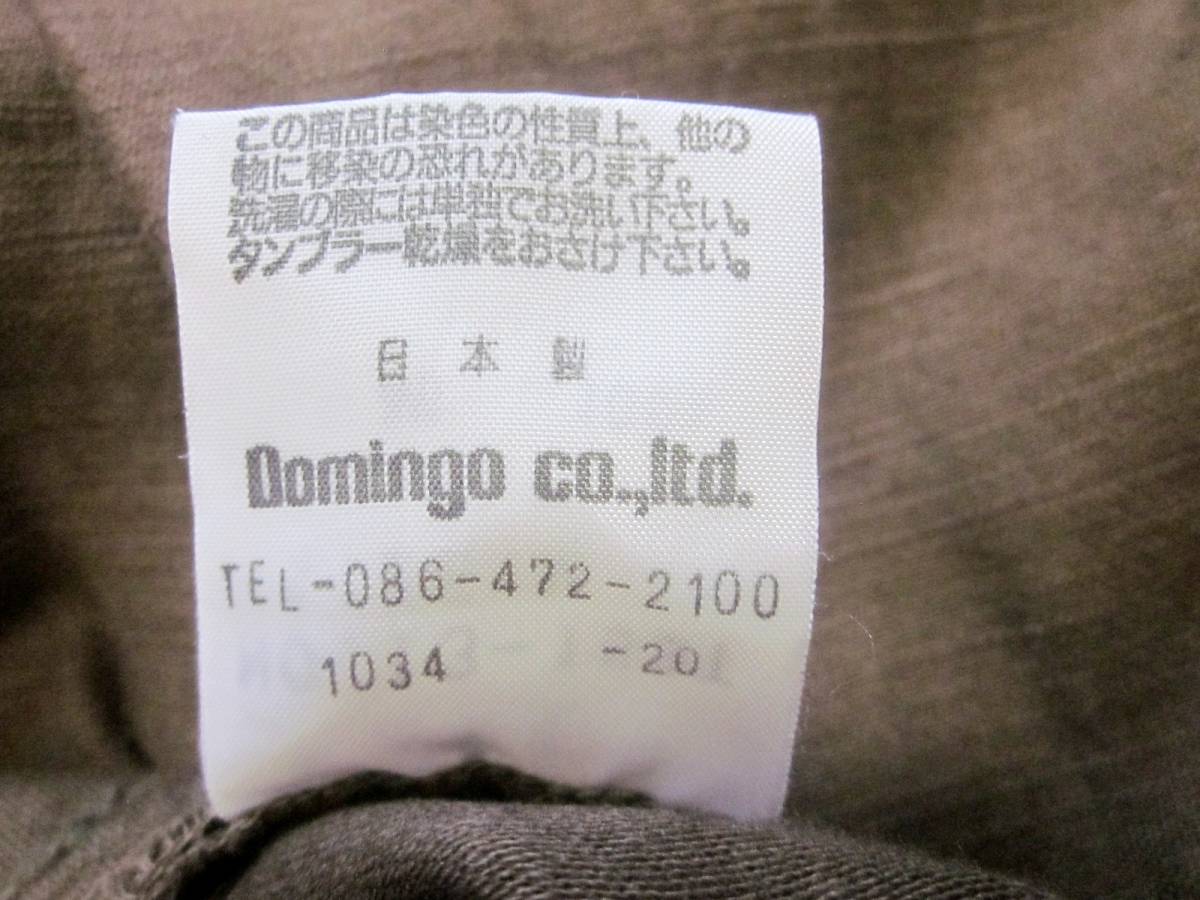 この商品は染色の性質上、他の
物に移染の恐れがあります。
洗濯の際には単独でお洗い下さい。
タンブラー乾燥をおさけ下さい。
日本製
Domingo co.,ltd.
TEL-086-472-2100
1034 -201